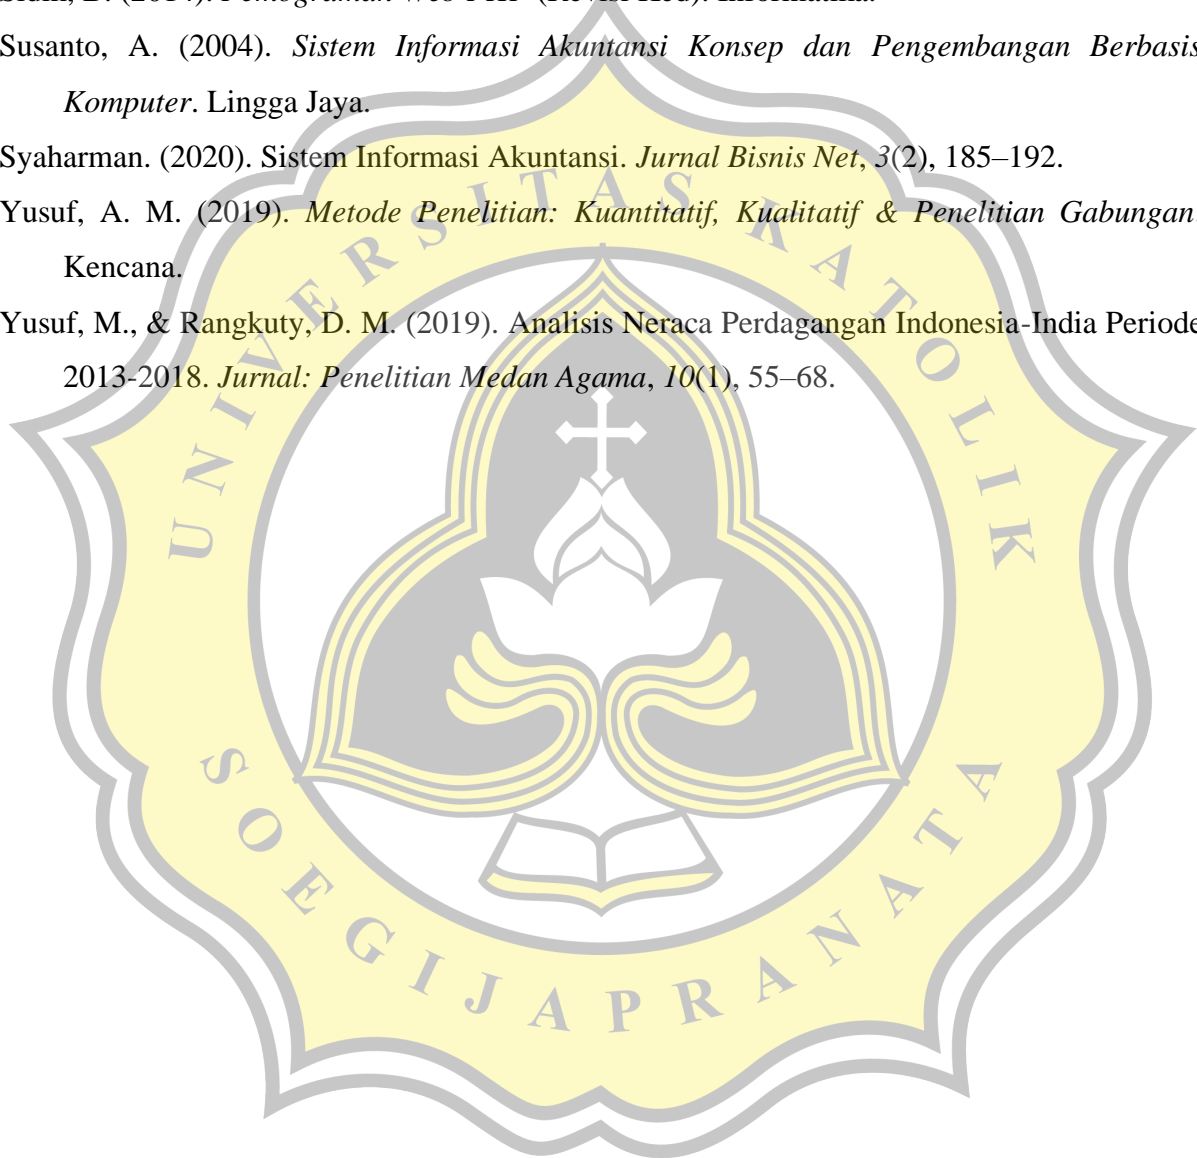 Susanto, A. (2004). Sistem Informasi Akuntansi Konsep dan Pengembangan Berbasis
Komputer. Lingga Jaya.
Syaharman. (2020). Sistem Informasi Akuntansi. Jurnal Bisnis Net, 3(2), 185–192.
Yusuf, A. M. (2019). Metode Penelitian: Kuantitatif, Kualitatif & Penelitian Gabungan.
Kencana.
Yusuf, M., & Rangkuty, D. M. (2019). Analisis Neraca Perdagangan Indonesia-India Periode
2013-2018. Jurnal: Penelitian Medan Agama, 10(1), 55–68.
UNIVERSITAS KATOLIK
SOEGIJAPRANATA